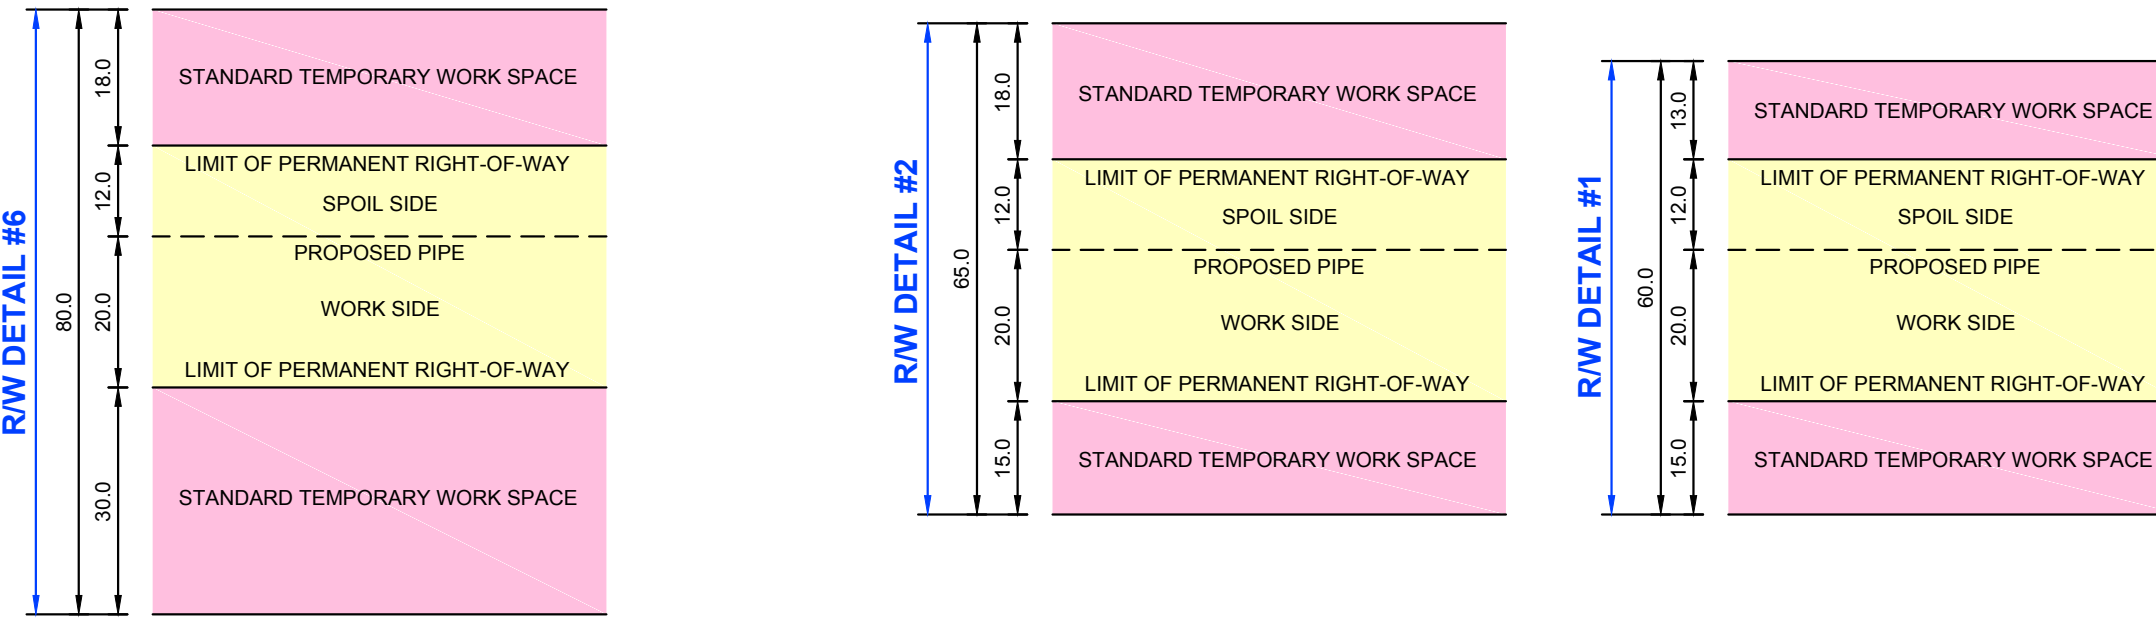 R/W DETAIL #6
80.0
18.0
12.0
20.0
30.0
STANDARD TEMPORARY WORK SPACE
LIMIT OF PERMANENT RIGHT-OF-WAY
SPOIL SIDE
PROPOSED PIPE
WORK SIDE
LIMIT OF PERMANENT RIGHT-OF-WAY
STANDARD TEMPORARY WORK SPACE
R/W DETAIL #2
65.0
18.0
12.0
20.0
15.0
STANDARD TEMPORARY WORK SPACE
LIMIT OF PERMANENT RIGHT-OF-WAY
SPOIL SIDE
PROPOSED PIPE
WORK SIDE
LIMIT OF PERMANENT RIGHT-OF-WAY
STANDARD TEMPORARY WORK SPACE
R/W DETAIL #1
60.0
13.0
12.0
20.0
15.0
STANDARD TEMPORARY WORK SPACE
LIMIT OF PERMANENT RIGHT-OF-WAY
SPOIL SIDE
PROPOSED PIPE
WORK SIDE
LIMIT OF PERMANENT RIGHT-OF-WAY
STANDARD TEMPORARY WORK SPACE